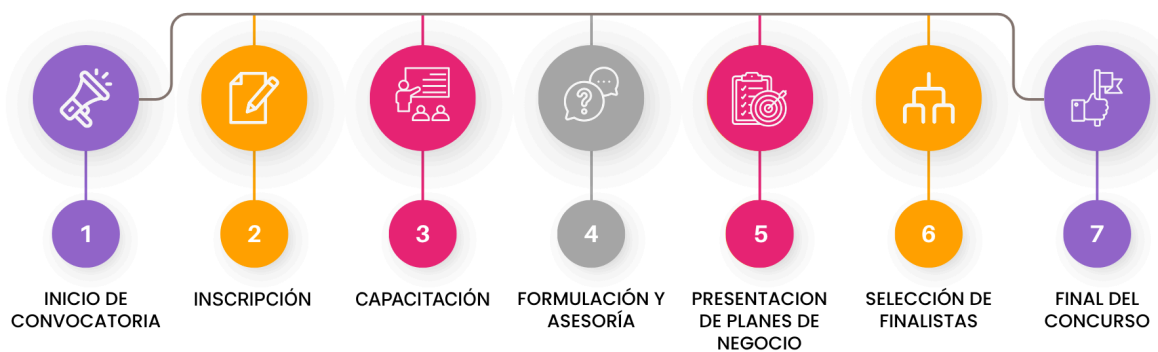 1
INICIO DE
CONVOCATORIA
2
INSCRIPCIÓN
3
CAPACITACIÓN
4
FORMULACIÓN Y
ASESORÍA
5
PRESENTACION
DE PLANES DE
NEGOCIO
6
SELECCIÓN DE
FINALISTAS
7
FINAL DEL
CONCURSO